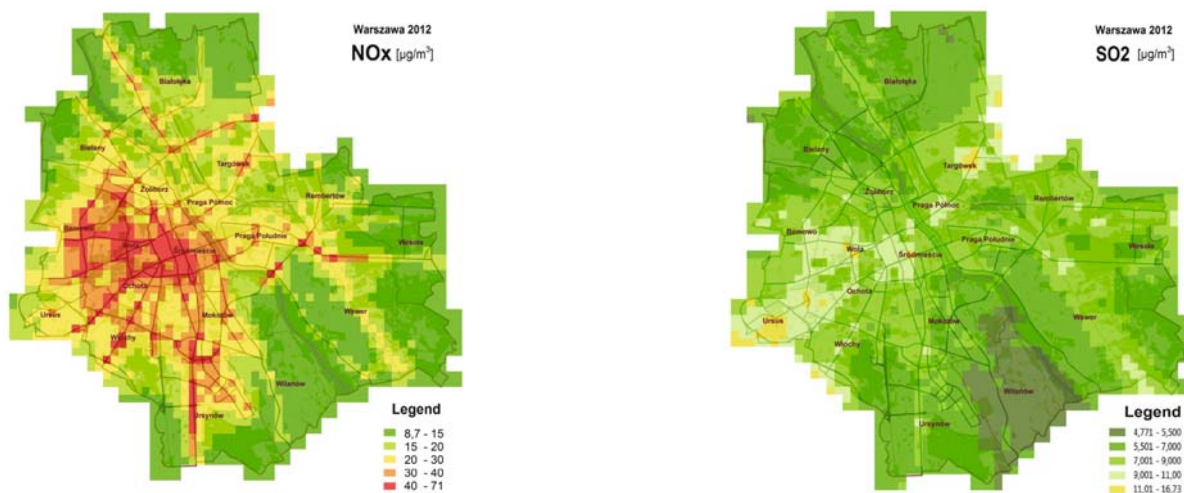 Warszawa 2012
NOx [µg/m³]
Białołęka
Bielany
Targówek
Żoliborz
Rembertów
Praga Północ
Bemowo
Wola
Śródmieście
Praga Południe
Wesoła
Ochota
Ursus
Mokotów
Wawer
Włochy
Wilanów
Ursynów
Legend
8,7 - 15
15 - 20
20 - 30
30 - 40
40 - 71
Warszawa 2012
SO2 [µg/m³]
Białołęka
Bielany
Targówek
Żoliborz
Rembertów
Praga Północ
Bemowo
Wola
Śródmieście
Praga Południe
Wesoła
Ochota
Ursus
Mokotów
Wawer
Włochy
Wilanów
Ursynów
Legend
4,771 - 5,500
5,501 - 7,000
7,001 - 9,000
9,001 - 11,00
11,01 - 16,73